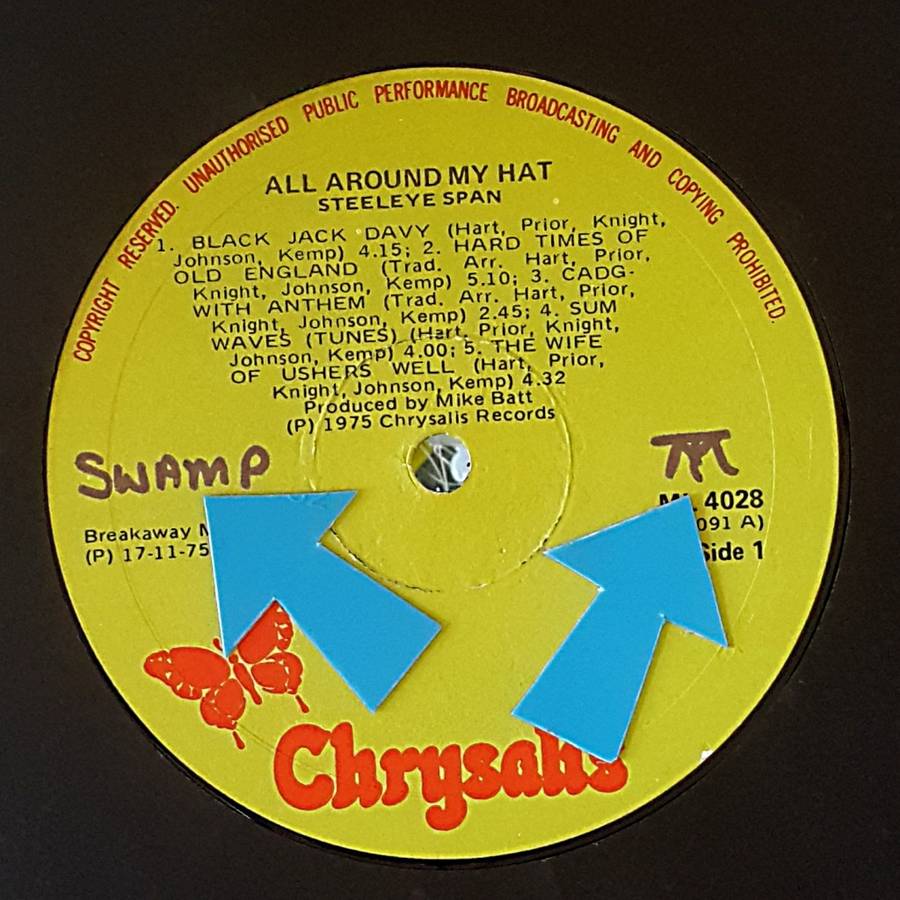 COPYRIGHT RESERVED. UNAUTHORISED PUBLIC PERFORMANCE BROADCASTING AND COPYING PROHIBITED.
ALL AROUND MY HAT
STEELEYE SPAN
1. BLACK JACK DAVY (Hart, Prior, Knight,
Johnson, Kemp) 4.15; 2. HARD TIMES OF
OLD ENGLAND (Trad. Arr. Hart, Prior,
Knight, Johnson, Kemp) 5.10; 3. CADG-
WITH ANTHEM (Trad. Arr. Hart, Prior,
Knight, Johnson, Kemp) 2.45; 4. SUM
WAVES (TUNES) (Hart, Prior, Knight,
Johnson, Kemp) 4.00; 5. THE WIFE
OF USHERS WELL (Hart, Prior,
Knight, Johnson, Kemp) 4.32
Produced by Mike Batt
(P) 1975 Chrysalis Records
SWAMP
4028
Breakaway
091 A)
(P) 17-11-75
Side 1
Chrysalis